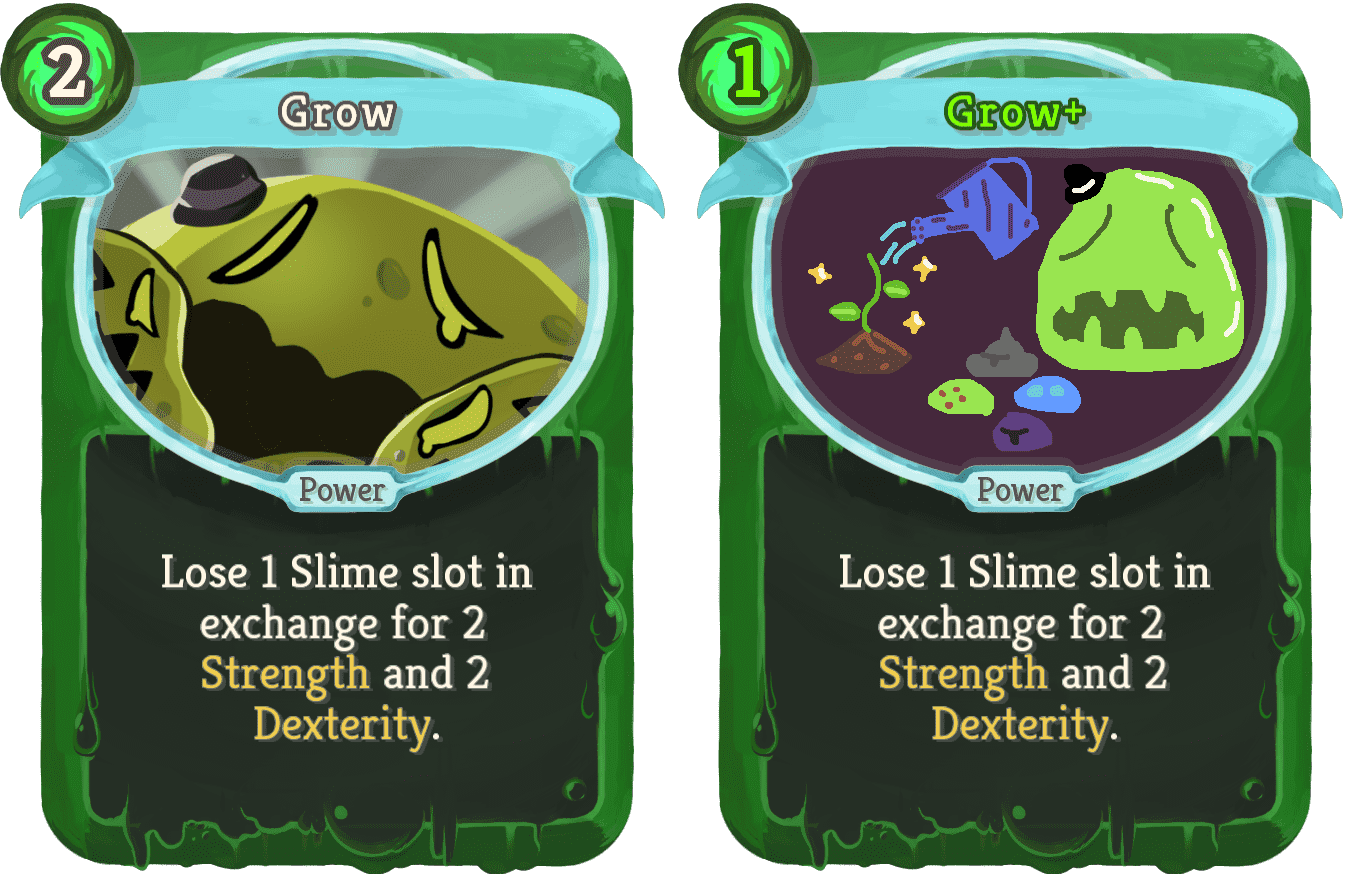 2
Grow
Power
Lose 1 Slime slot in
exchange for 2
Strength and 2
Dexterity.
1
Grow+
Power
Lose 1 Slime slot in
exchange for 2
Strength and 2
Dexterity.